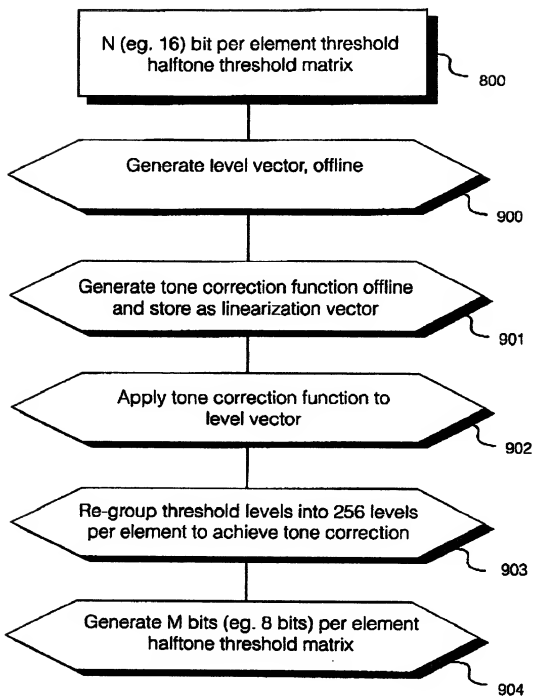 N (eg. 16) bit per element threshold
halftone threshold matrix
800
Generate level vector, offline
900
Generate tone correction function offline
and store as linearization vector
901
Apply tone correction function to
level vector
902
Re-group threshold levels into 256 levels
per element to achieve tone correction
903
Generate M bits (eg. 8 bits) per element
halftone threshold matrix
904